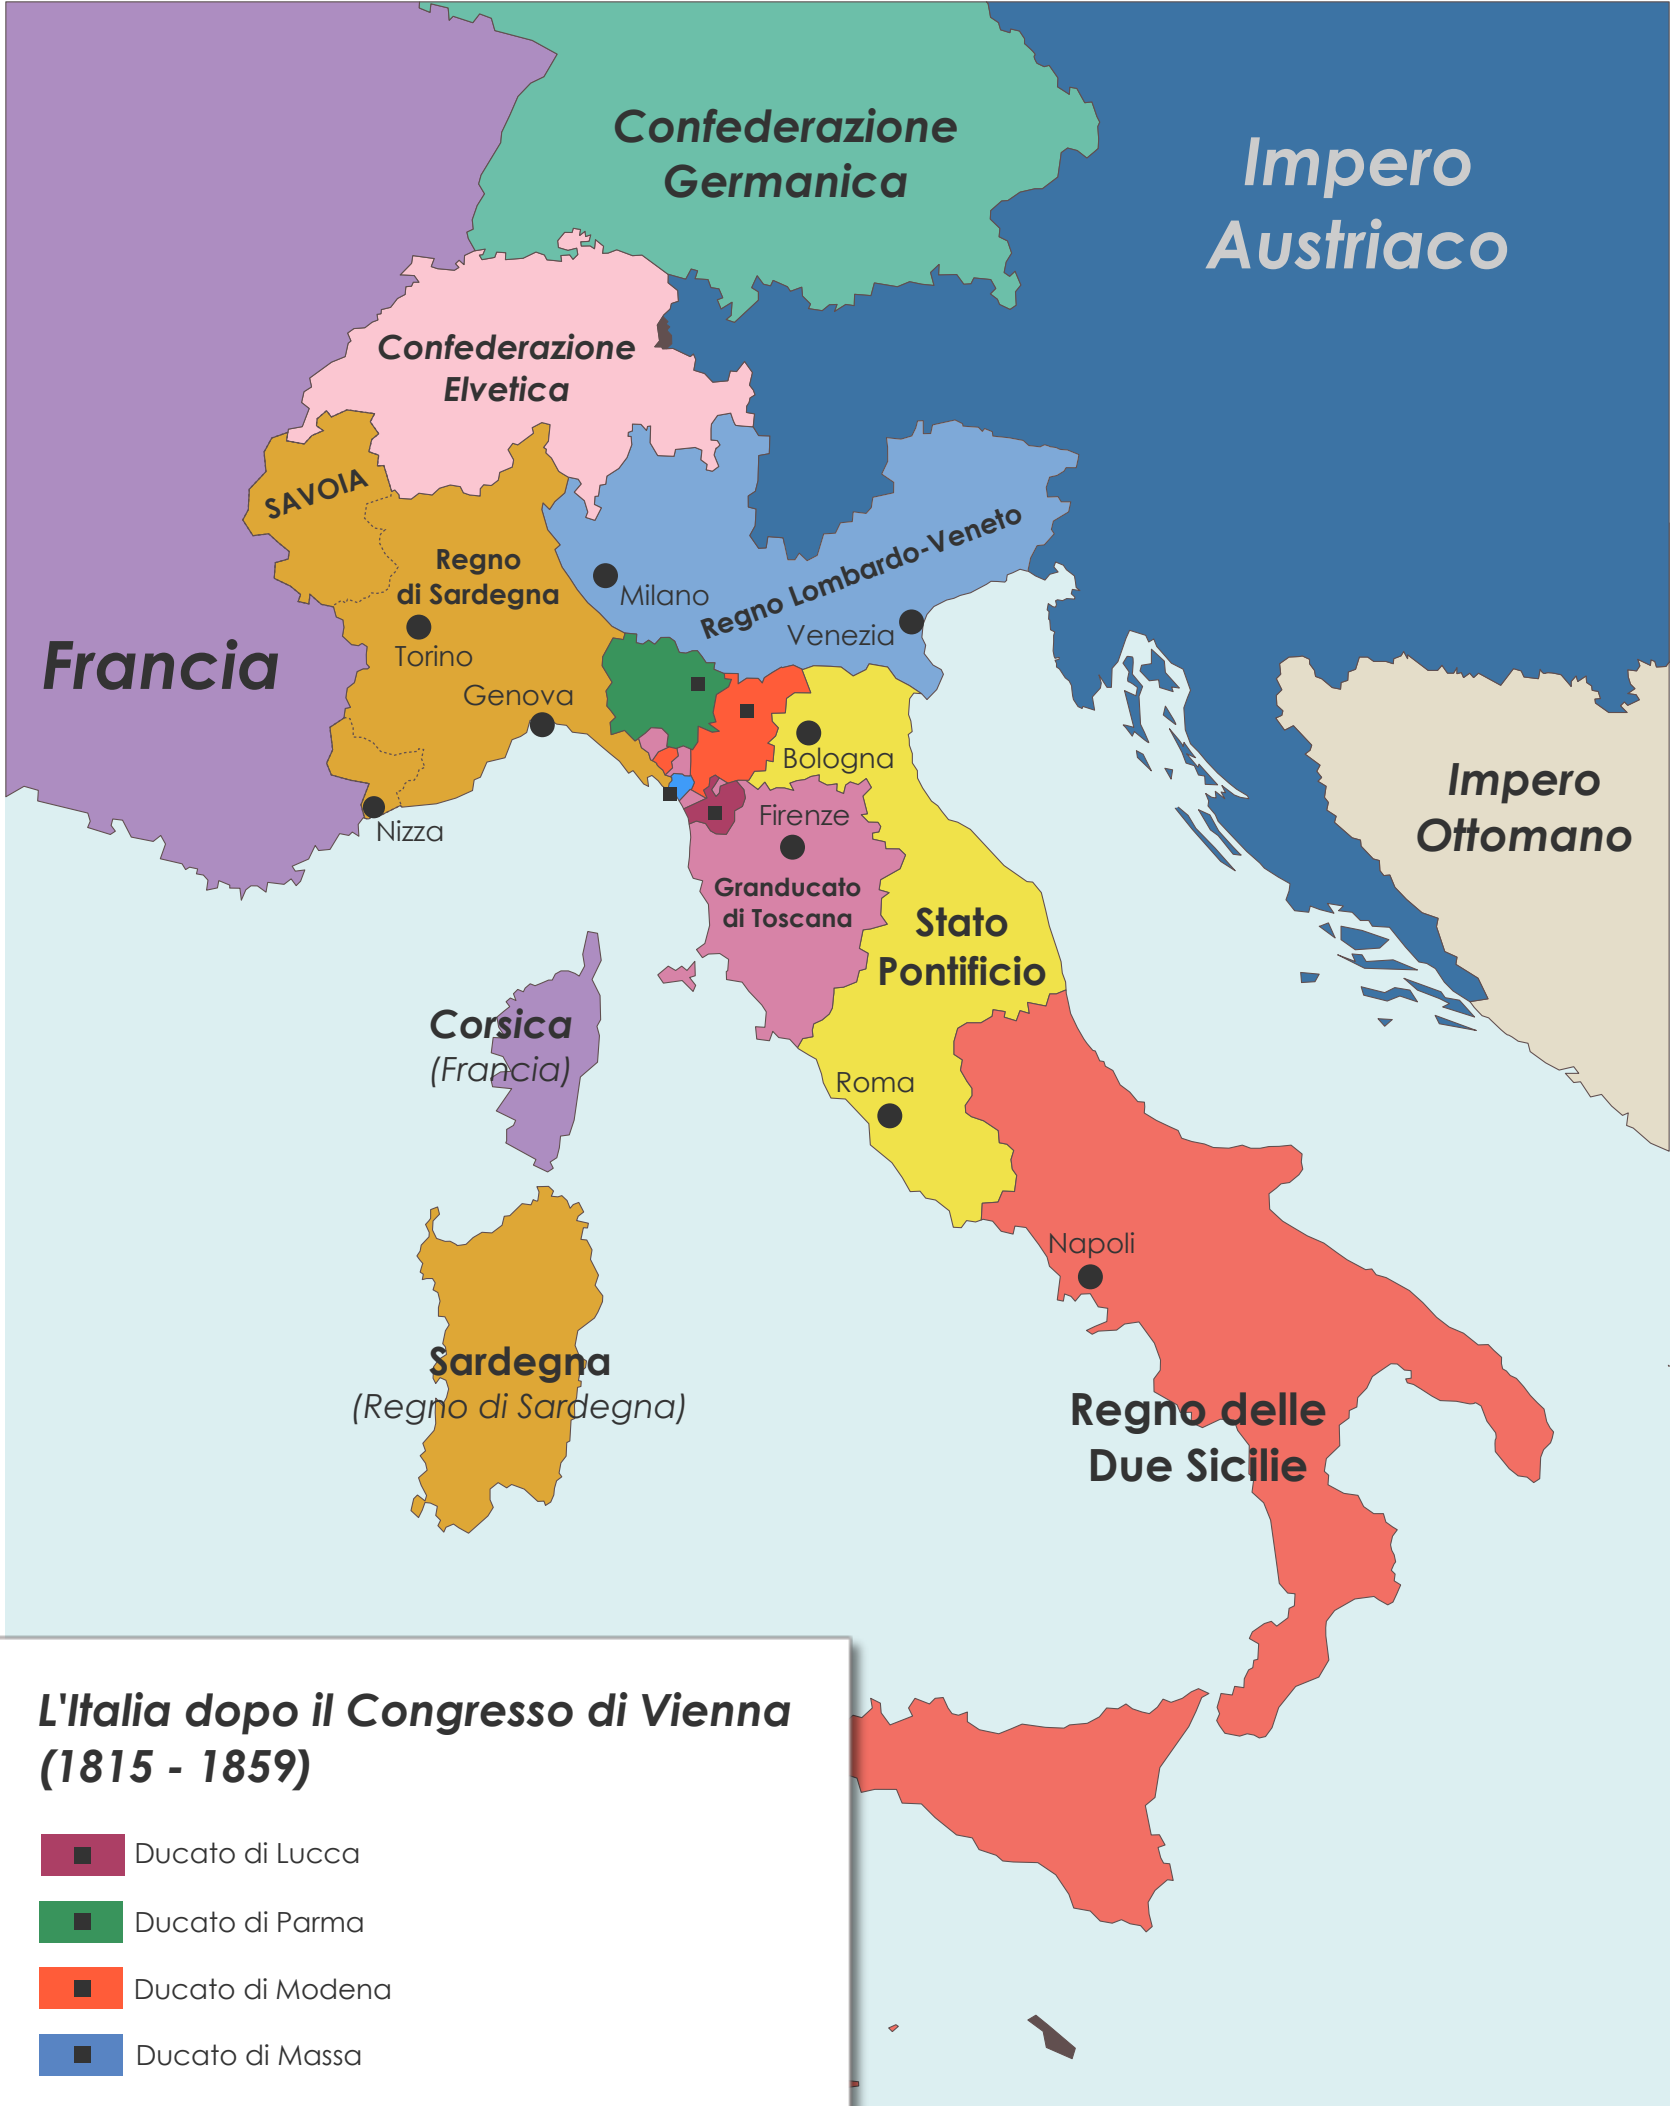 Confederazione
Germanica
Impero
Austriaco
Confederazione
Elvetica
SAVOIA
Regno
di Sardegna
Regno Lombardo-Veneto
Milano
Venezia
Torino
Francia
Genova
Bologna
Nizza
Firenze
Impero
Ottomano
Granducato
di Toscana
Stato
Pontificio
Corsica
(Francia)
Roma
Napoli
Sardegna
(Regno di Sardegna)
Regno delle
Due Sicilie
L'Italia dopo il Congresso di Vienna
(1815 - 1859)
Ducato di Lucca
Ducato di Parma
Ducato di Modena
Ducato di Massa